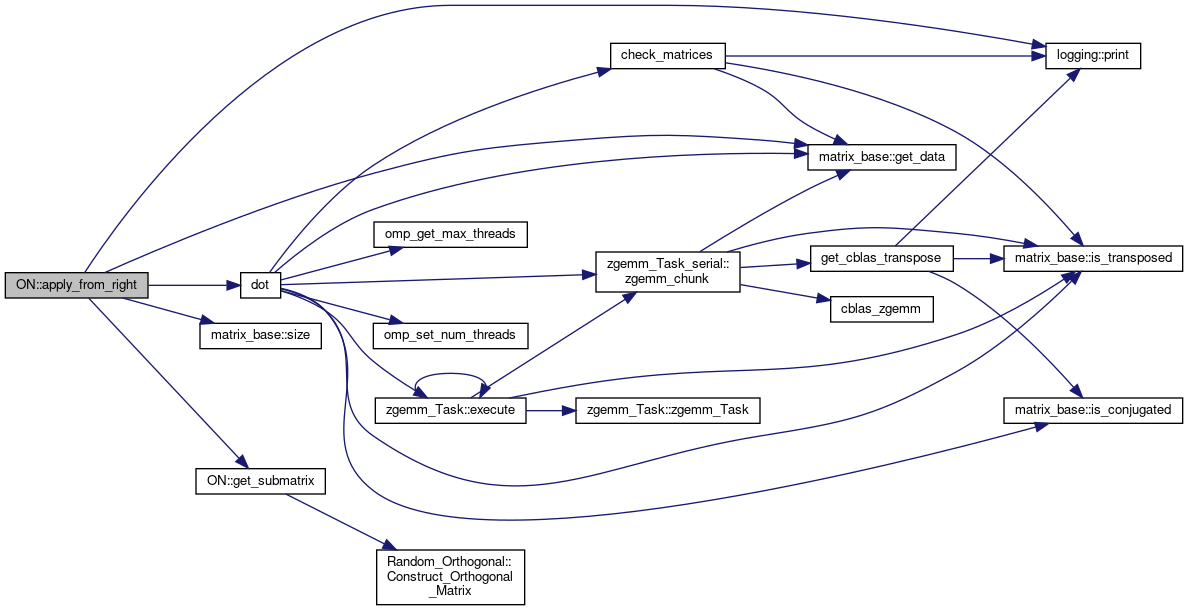 check_matrices
logging::print
matrix_base::get_data
omp_get_max_threads
zgemm_Task_serial::
zgemm_chunk
get_cblas_transpose
matrix_base::is_transposed
ON::apply_from_right
dot
cblas_zgemm
matrix_base::size
omp_set_num_threads
zgemm_Task::execute
zgemm_Task::zgemm_Task
matrix_base::is_conjugated
ON::get_submatrix
Random_Orthogonal::
Construct_Orthogonal
_Matrix